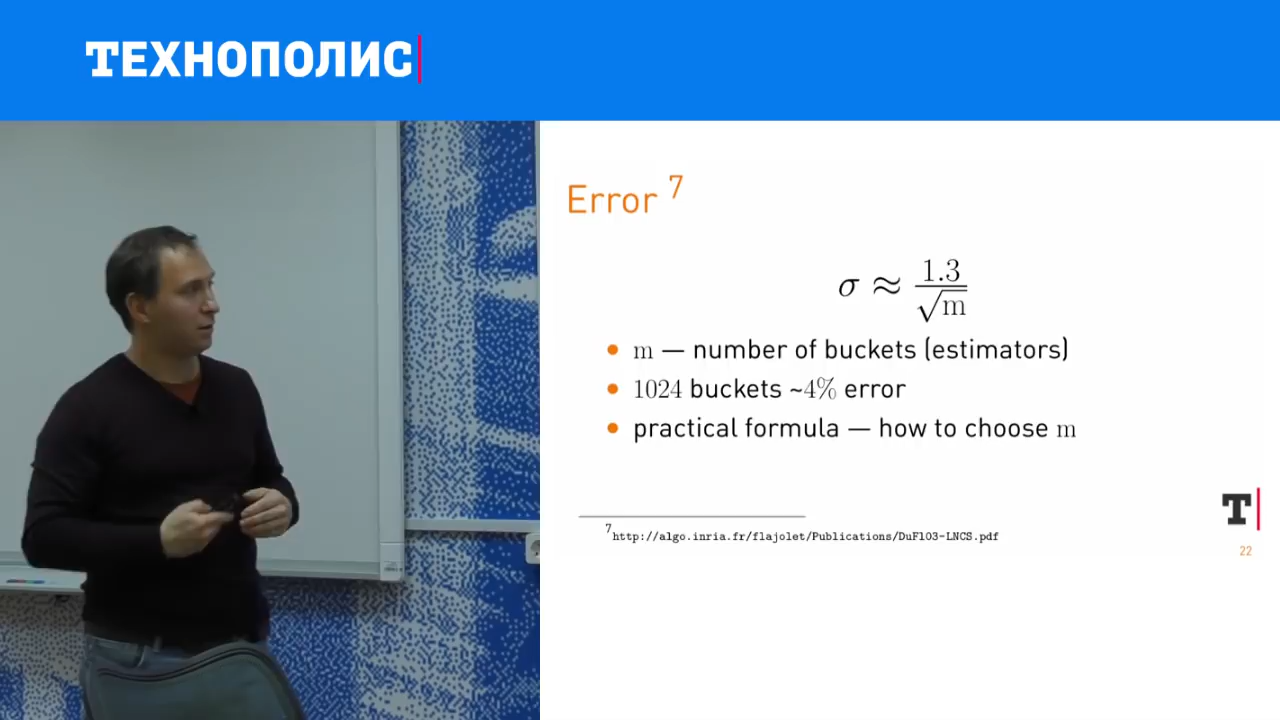 ТЕХНОПОЛИС
Error 7
σ ≈ 1.3 / √m
• m — number of buckets (estimators)
• 1024 buckets ~4% error
• practical formula — how to choose m
7 http://algo.inria.fr/flajolet/Publications/DuFl03-LNCS.pdf
T
22